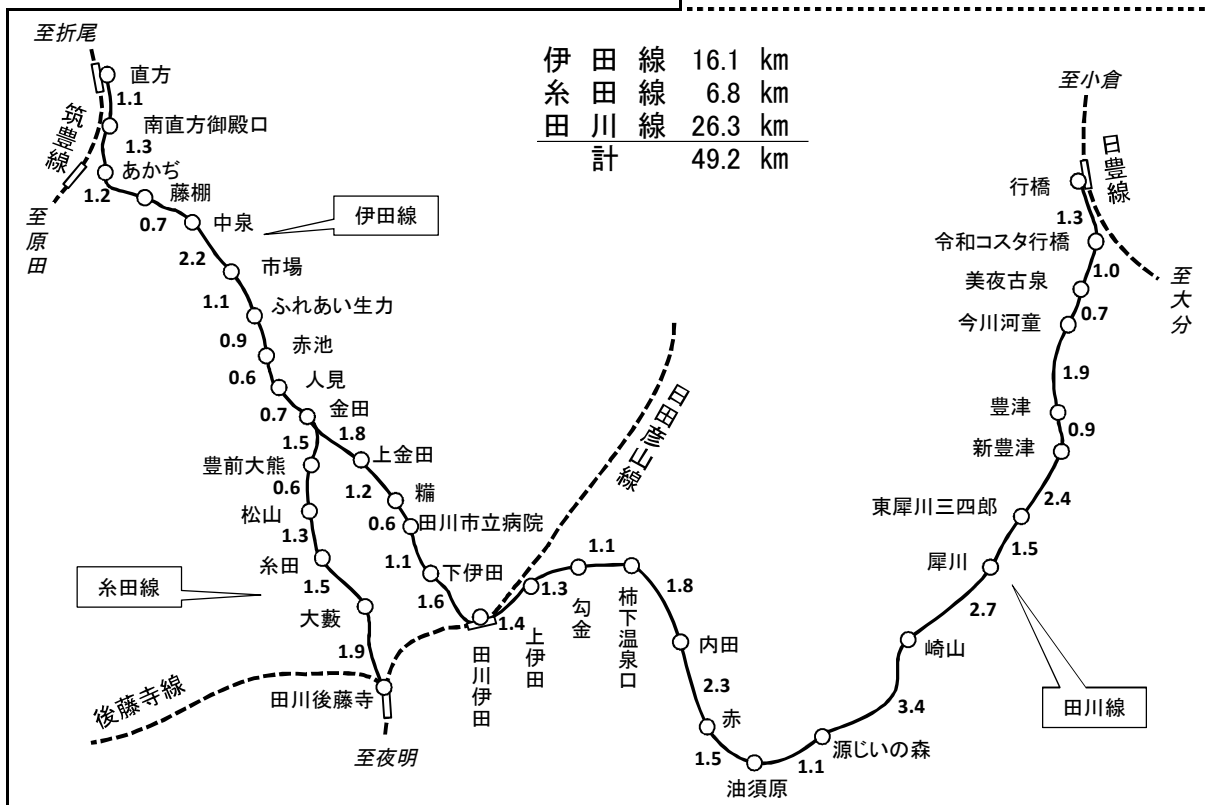 至折尾
直方
1.1
筑豊線
南直方御殿口
1.3
あかぢ
1.2
藤棚
至原田
0.7
中泉
伊田線
2.2
市場
1.1
ふれあい生力
0.9
赤池
0.6
人見
0.7
金田
1.5
1.8
豊前大熊
上金田
0.6
1.2
糒
松山
0.6
田川市立病院
1.3
糸田
1.1
下伊田
糸田線
1.5
1.6
大藪
1.9
田川後藤寺
後藤寺線
至夜明
伊田線 16.1 km
糸田線 6.8 km
田川線 26.3 km
計 49.2 km
日田彦山線
田川伊田
1.4
上伊田
1.3
勾金
1.1
柿下温泉口
1.8
内田
2.3
赤
1.5
油須原
1.1
源じいの森
3.4
崎山
2.7
犀川
田川線
1.5
東犀川三四郎
2.4
新豊津
0.9
豊津
1.9
今川河童
0.7
美夜古泉
1.0
令和コスタ行橋
1.3
行橋
至小倉
日豊線
至大分